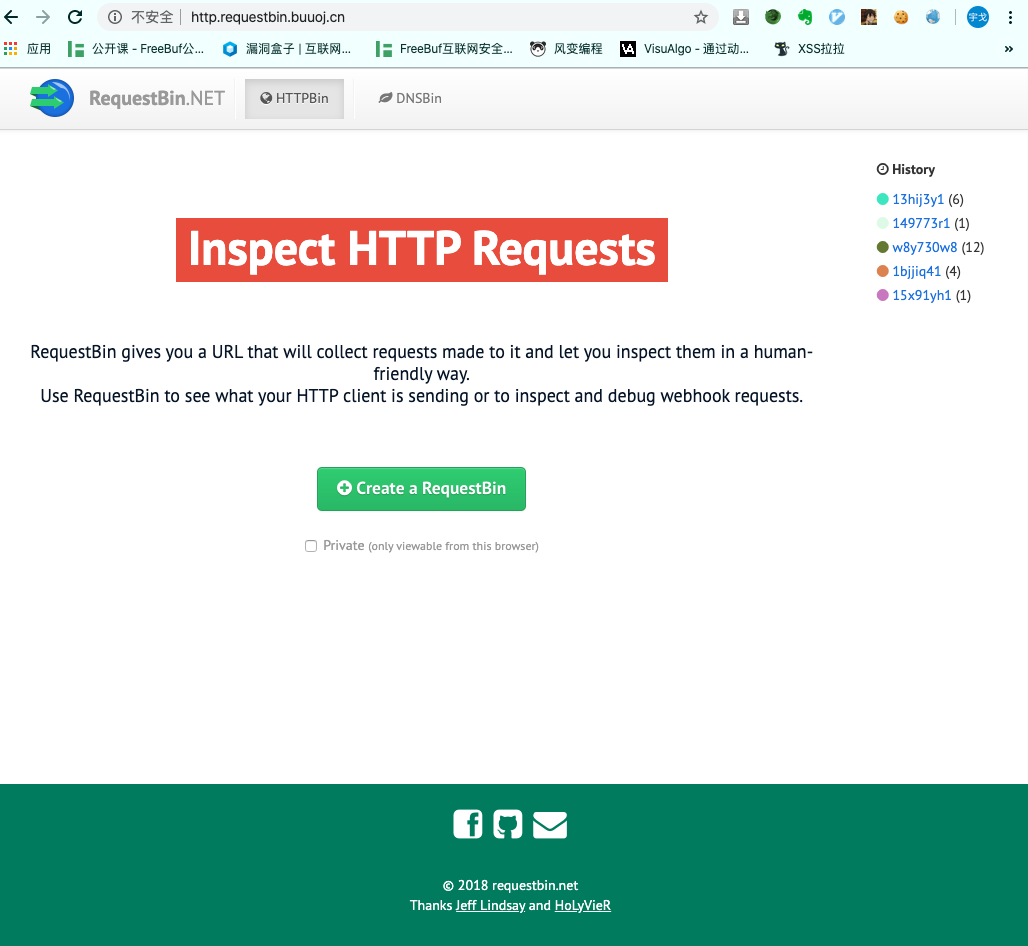 不安全 http.requestbin.buuoj.cn 宇戈
应用 公开课 - FreeBuf公... 漏洞盒子 | 互联网... FreeBuf互联网安全... 风变编程 VA VisuAlgo - 通过动... XSS拉拉 »
RequestBin.NET HTTPBin DNSBin
History
13hij3y1 (6)
149773r1 (1)
w8y730w8 (12)
1bjjiq41 (4)
15x91yh1 (1)
Inspect HTTP Requests
RequestBin gives you a URL that will collect requests made to it and let you inspect them in a human-
friendly way.
Use RequestBin to see what your HTTP client is sending or to inspect and debug webhook requests.
Create a RequestBin
Private (only viewable from this browser)
© 2018 requestbin.net
Thanks Jeff Lindsay and HoLyVieR